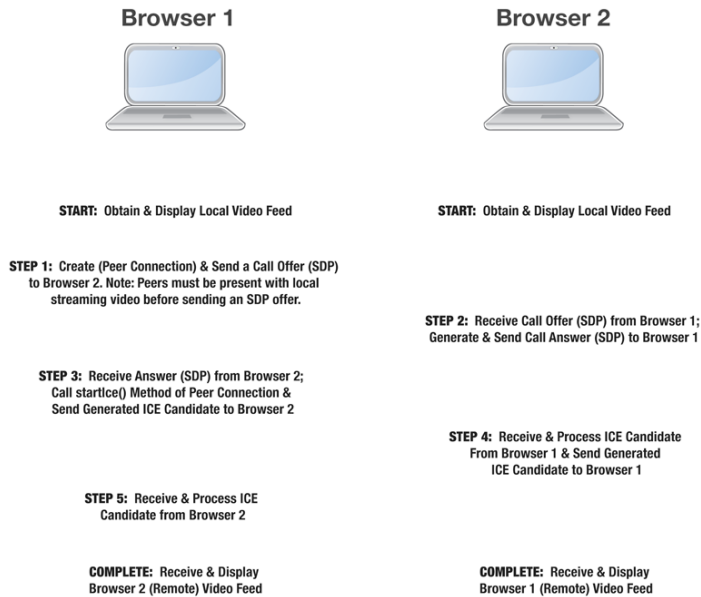 Browser 1
Browser 2
START: Obtain & Display Local Video Feed
START: Obtain & Display Local Video Feed
STEP 1: Create (Peer Connection) & Send a Call Offer (SDP)
to Browser 2. Note: Peers must be present with local
streaming video before sending an SDP offer.
STEP 2: Receive Call Offer (SDP) from Browser 1;
Generate & Send Call Answer (SDP) to Browser 1
STEP 3: Receive Answer (SDP) from Browser 2;
Call startIce() Method of Peer Connection &
Send Generated ICE Candidate to Browser 2
STEP 4: Receive & Process ICE Candidate
From Browser 1 & Send Generated
ICE Candidate to Browser 1
STEP 5: Receive & Process ICE
Candidate from Browser 2
COMPLETE: Receive & Display
Browser 2 (Remote) Video Feed
COMPLETE: Receive & Display
Browser 1 (Remote) Video Feed